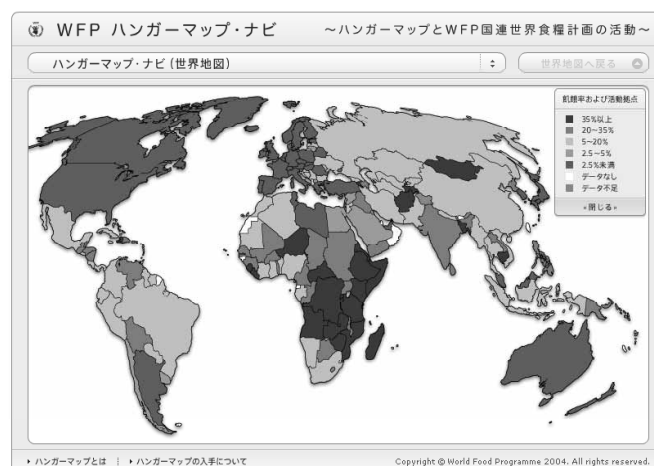 WFP ハンガーマップ・ナビ
～ハンガーマップとWFP国連世界食糧計画の活動～
ハンガーマップ・ナビ(世界地図)
世界地図へ戻る
飢餓率および活動拠点
35%以上
20～35%
5～20%
2.5～5%
2.5%未満
データなし
データ不足
«閉じる»
ハンガーマップとは
ハンガーマップの入手について
Copyright © World Food Programme 2004. All rights reserved.